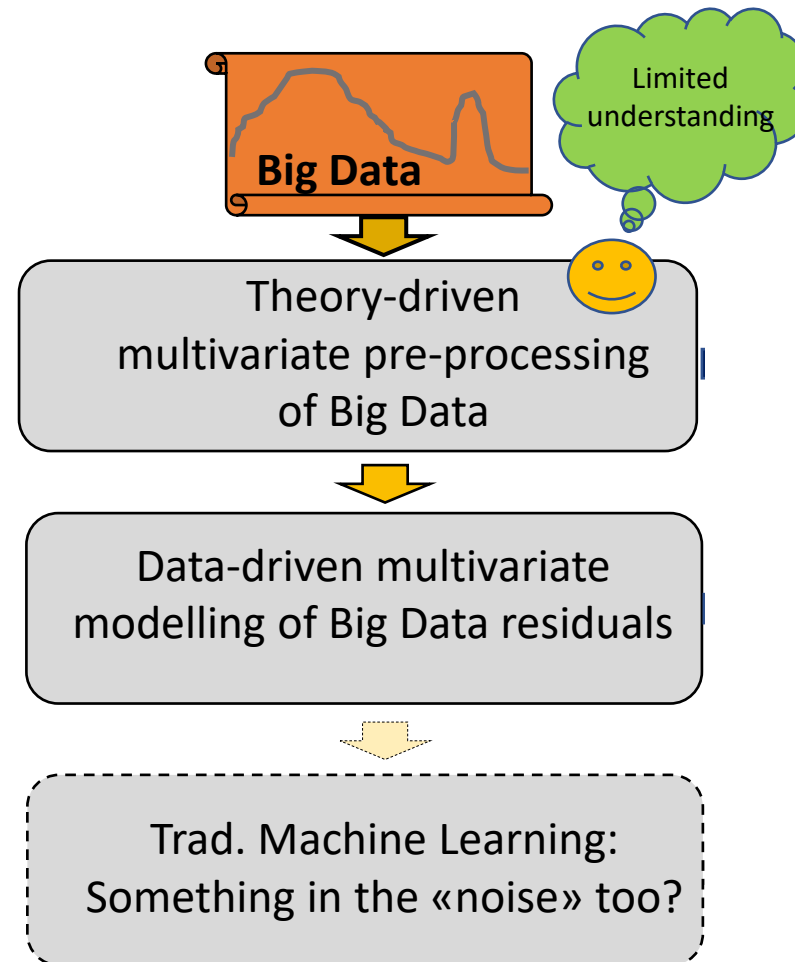 Limited
understanding
Big Data
Theory-driven
multivariate pre-processing
of Big Data
Data-driven multivariate
modelling of Big Data residuals
Trad. Machine Learning:
Something in the «noise» too?